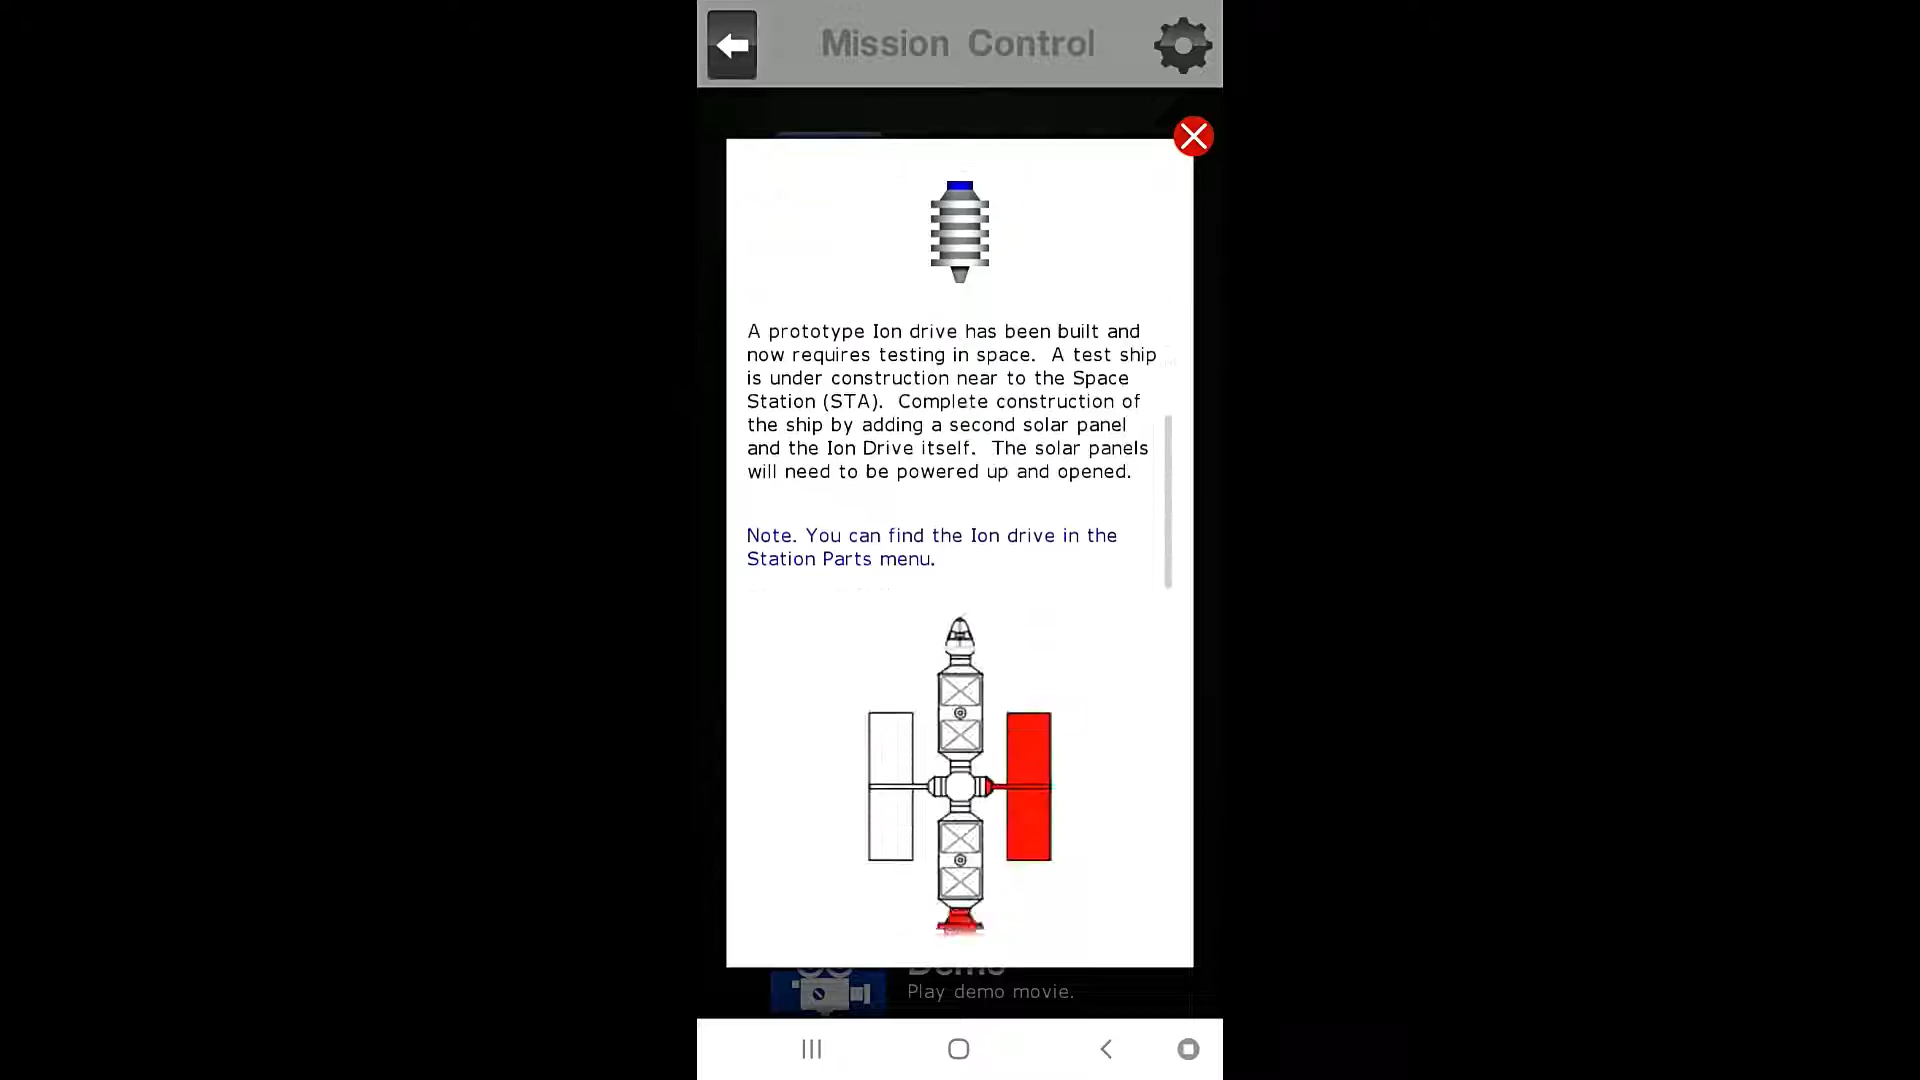 Mission Control
A prototype Ion drive has been built and
now requires testing in space. A test ship
is under construction near to the Space
Station (STA). Complete construction of
the ship by adding a second solar panel
and the Ion Drive itself. The solar panels
will need to be powered up and opened.
Note. You can find the Ion drive in the
Station Parts menu.
Demo
Play demo movie.